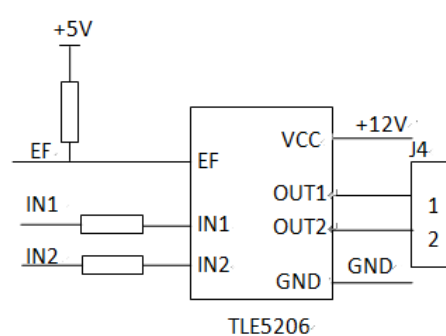 +5V
EF
EF
IN1
IN1
IN2
IN2
VCC
+12V
J4
OUT1
1
OUT2
2
GND
GND
TLE5206